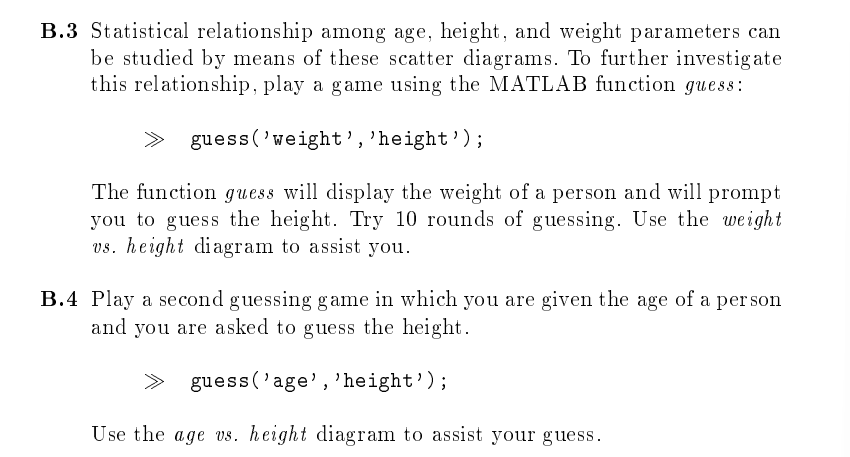 B.3 Statistical relationship among age, height, and weight parameters can
be studied by means of these scatter diagrams. To further investigate
this relationship, play a game using the MATLAB function guess:
≫ guess('weight','height');
The function guess will display the weight of a person and will prompt
you to guess the height. Try 10 rounds of guessing. Use the weight
vs. height diagram to assist you.
B.4 Play a second guessing game in which you are given the age of a person
and you are asked to guess the height.
≫ guess('age','height');
Use the age vs. height diagram to assist your guess.